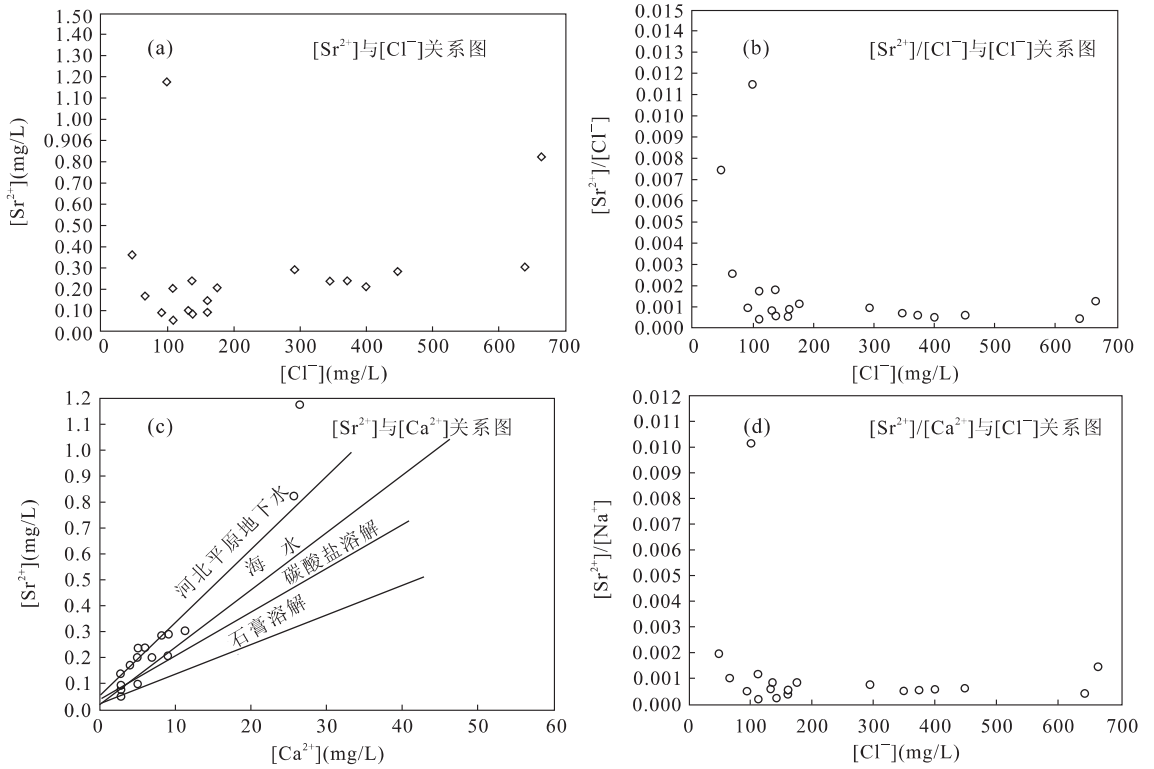 (a)
[Sr²⁺]与[Cl⁻]关系图
1.50
1.40
1.30
1.20
1.10
1.00
0.906
0.80
0.70
0.60
0.50
0.40
0.30
0.20
0.10
0.00
[Sr²⁺](mg/L)
0 100 200 300 400 500 600 700
[Cl⁻](mg/L)
(b)
[Sr²⁺]/[Cl⁻]与[Cl⁻]关系图
0.015
0.014
0.013
0.012
0.011
0.010
0.009
0.008
0.007
0.006
0.005
0.004
0.003
0.002
0.001
0.000
[Sr²⁺]/[Cl⁻]
0 100 200 300 400 500 600 700
[Cl⁻](mg/L)
(c)
[Sr²⁺]与[Ca²⁺]关系图
1.2
1.1
1.0
0.9
0.8
0.7
0.6
0.5
0.4
0.3
0.2
0.1
0.0
[Sr²⁺](mg/L)
河北平原地下水
海 水
碳酸盐溶解
石膏溶解
0 10 20 30 40 50 60
[Ca²⁺](mg/L)
(d)
[Sr²⁺]/[Ca²⁺]与[Cl⁻]关系图
0.012
0.011
0.010
0.009
0.008
0.007
0.006
0.005
0.004
0.003
0.002
0.001
0.000
[Sr²⁺]/[Na⁺]
0 100 200 300 400 500 600 700
[Cl⁻](mg/L)